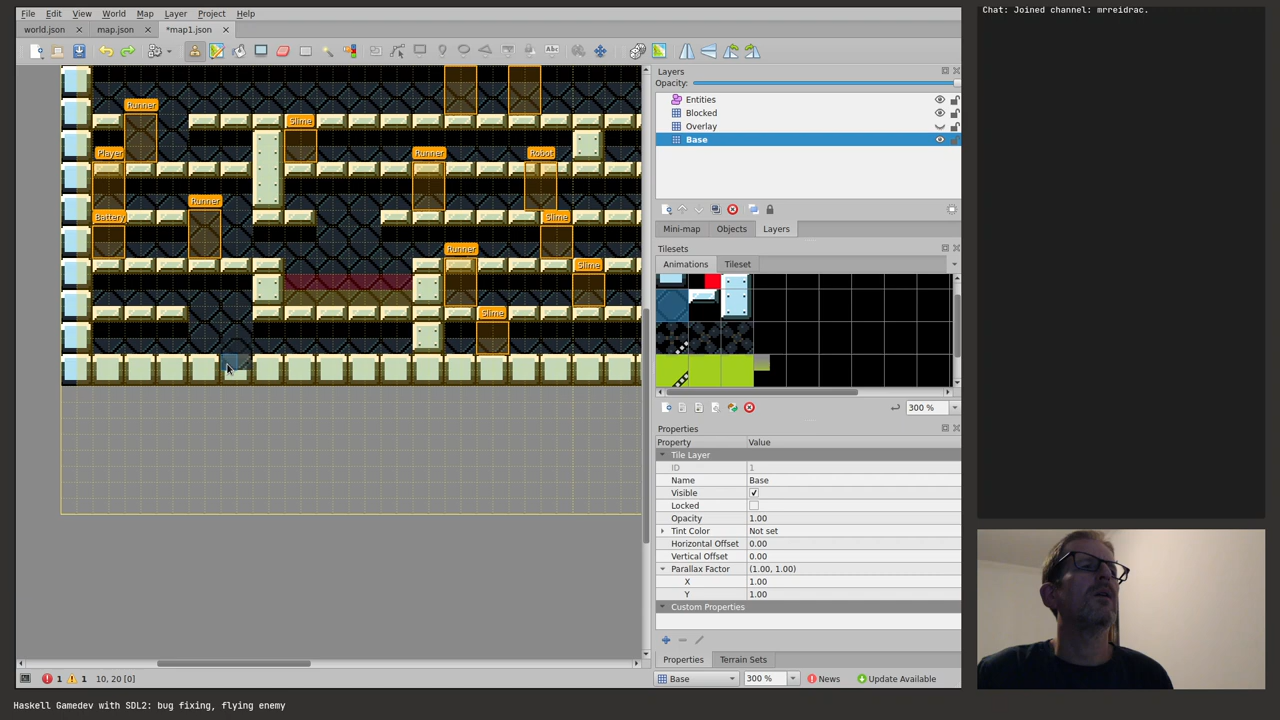 File Edit View World Map Layer Project Help
world.json map.json *map1.json
Runner
Slime
Player Runner Robot
Battery Runner Slime
Runner
Slime
Slime
Layers
Opacity:
Entities
Blocked
Overlay
Base
Mini-map Objects Layers
Tilesets
Animations Tileset
300 %
Properties
Property Value
Tile Layer
ID 1
Name Base
Visible
Locked
Opacity 1.00
Tint Color Not set
Horizontal Offset 0.00
Vertical Offset 0.00
Parallax Factor (1.00, 1.00)
X 1.00
Y 1.00
Custom Properties
Properties Terrain Sets
1 1 10, 20 [0] Base 300 % News Update Available
Chat: Joined channel: mrreidrac.
Haskell Gamedev with SDL2: bug fixing, flying enemy